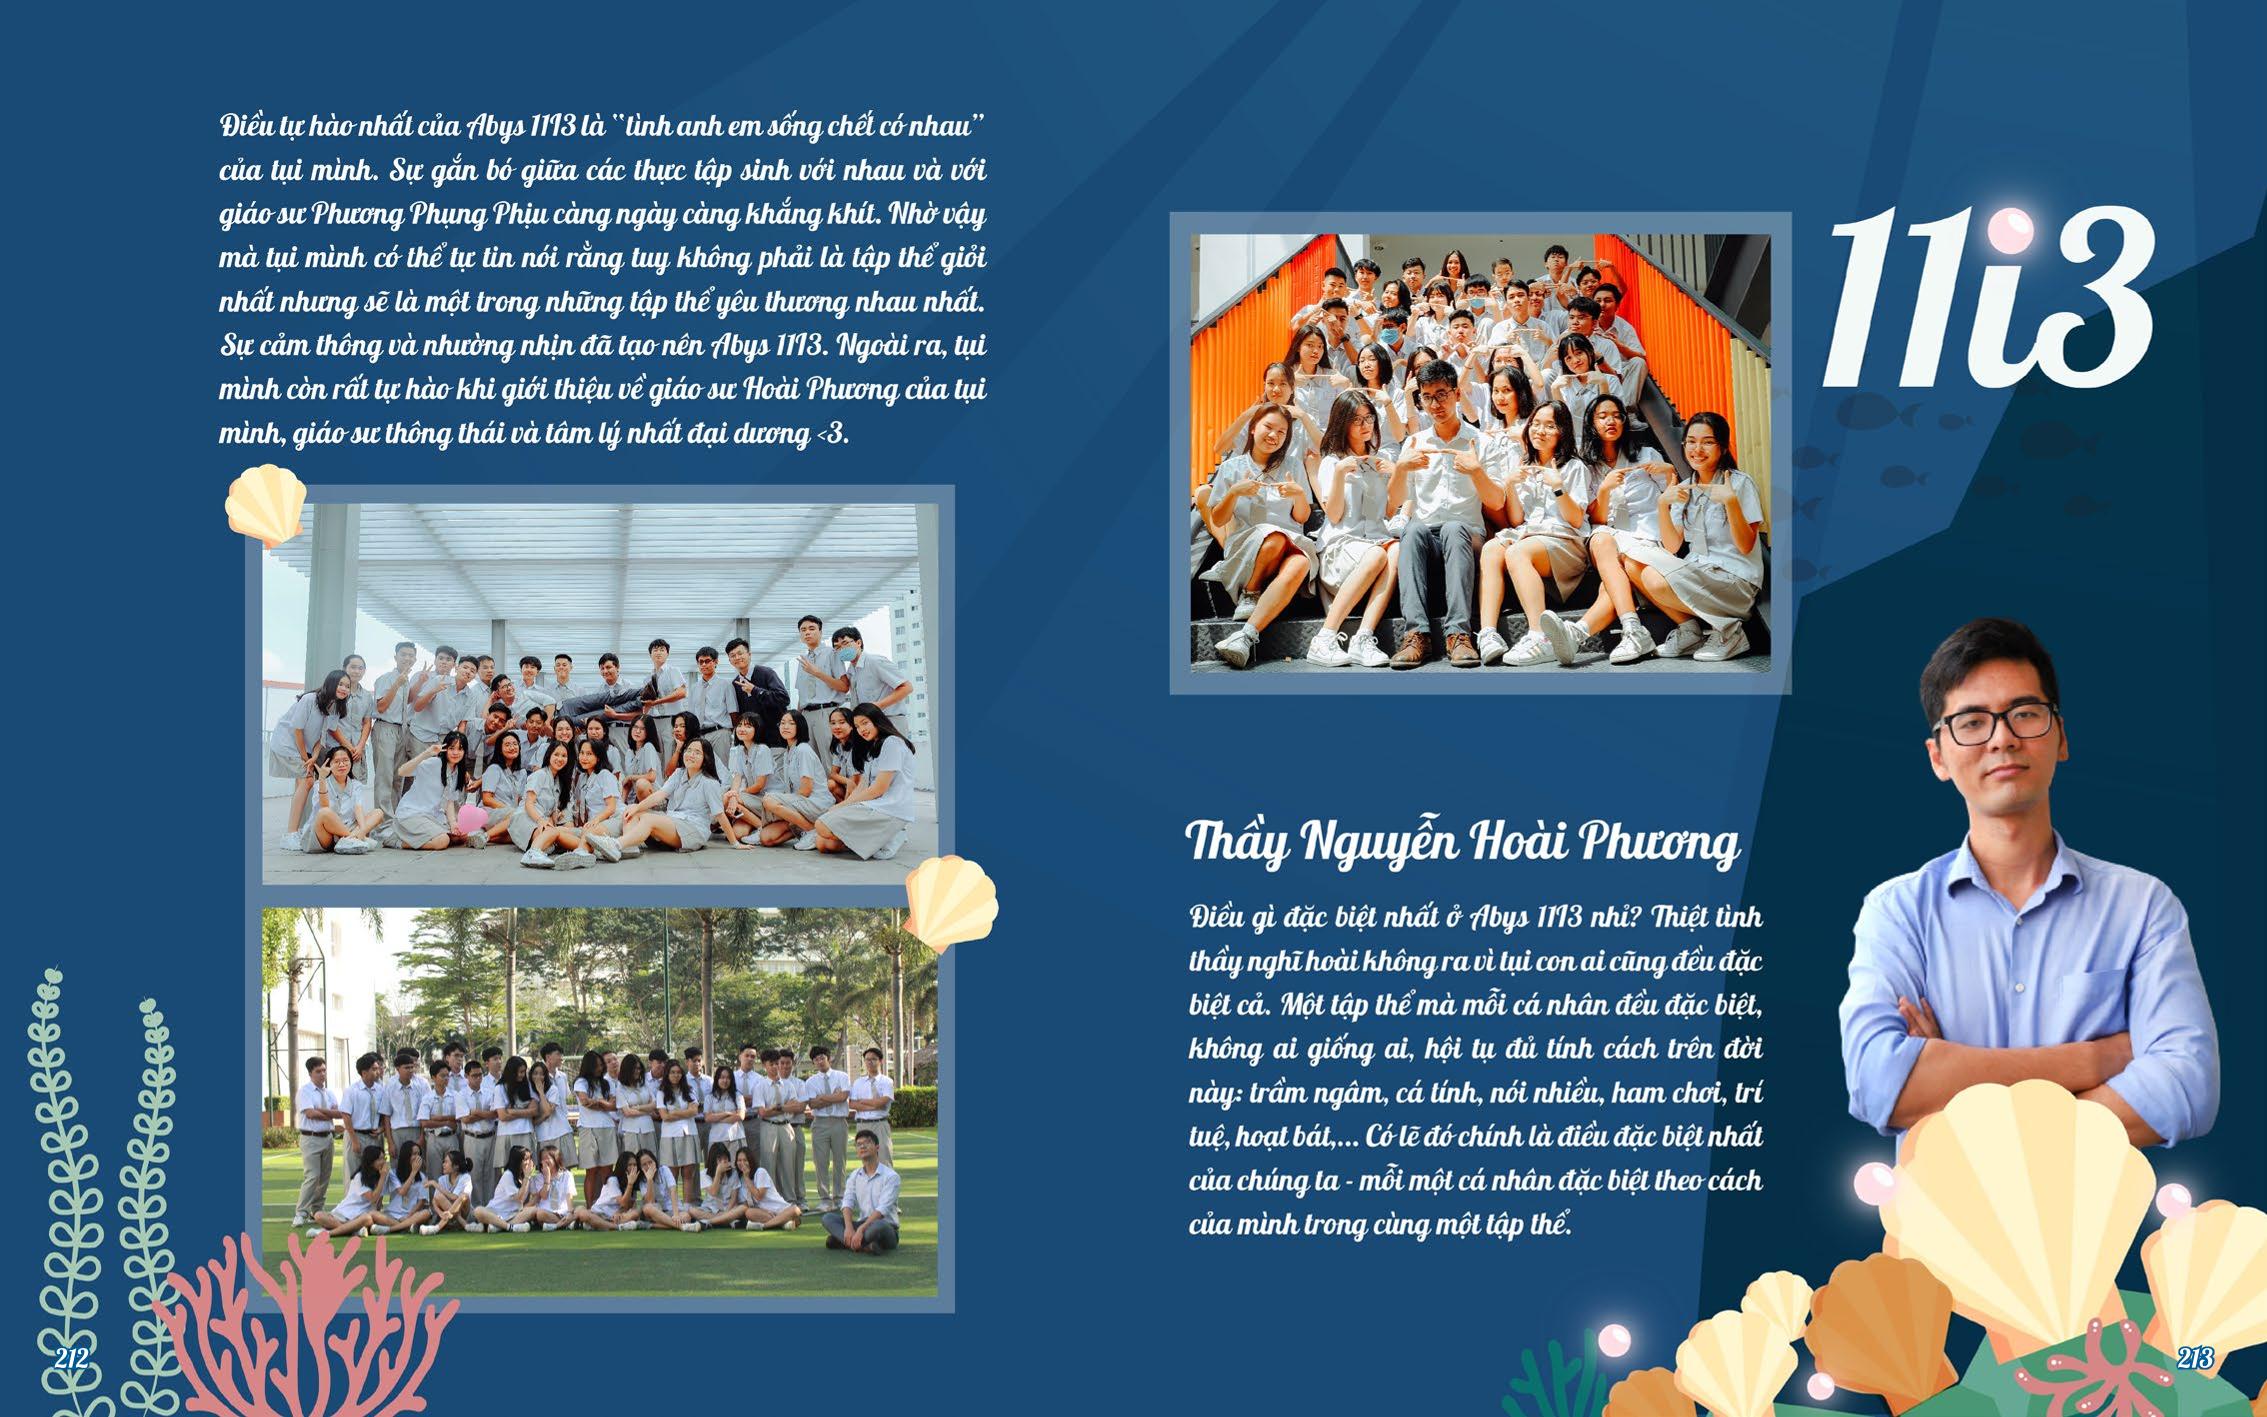 Điều tự hào nhất của Abys 11I3 là “tình anh em sống chết có nhau”
của tụi mình. Sự gắn bó giữa các thực tập sinh với nhau và với
giáo sư Phương Phụng Phịu càng ngày càng khắng khít. Nhờ vậy
mà tụi mình có thể tự tin nói rằng tuy không phải là tập thể giỏi
nhất nhưng sẽ là một trong những tập thể yêu thương nhau nhất.
Sự cảm thông và nhường nhịn đã tạo nên Abys 11I3. Ngoài ra, tụi
mình còn rất tự hào khi giới thiệu về giáo sư Hoài Phương của tụi
mình, giáo sư thông thái và tâm lý nhất đại dương <3.
212
11i3
Thầy Nguyễn Hoài Phương
Điều gì đặc biệt nhất ở Abys 11I3 nhỉ? Thiệt tình
thầy nghĩ hoài không ra vì tụi con ai cũng đều đặc
biệt cả. Một tập thể mà mỗi cá nhân đều đặc biệt,
không ai giống ai, hội tụ đủ tính cách trên đời
này: trầm ngâm, cá tính, nói nhiều, ham chơi, trí
tuệ, hoạt bát,... Có lẽ đó chính là điều đặc biệt nhất
của chúng ta - mỗi một cá nhân đặc biệt theo cách
của mình trong cùng một tập thể.
213